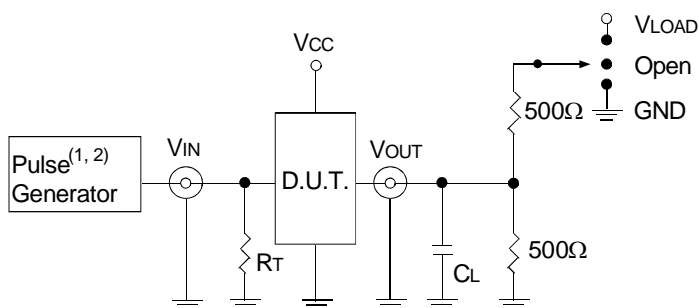 VCC
VLOAD
Open
GND
500Ω
Pulse(1, 2)
Generator
VIN
D.U.T.
VOUT
RT
CL
500Ω